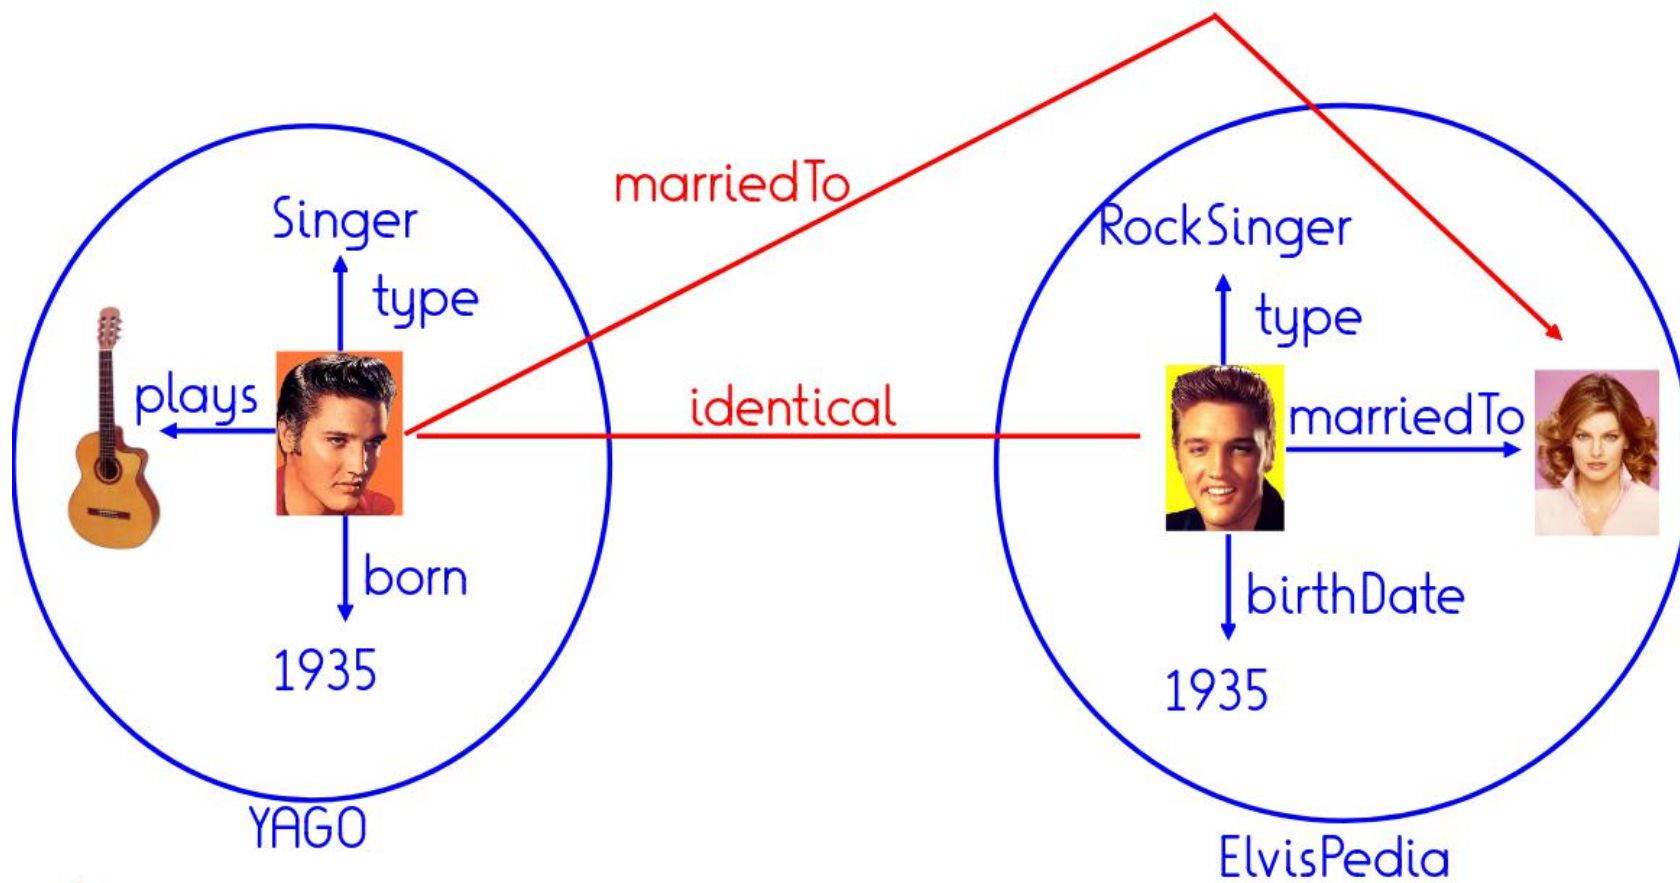 marriedTo
Singer
type
plays
born
1935
YAGO
identical
RockSinger
type
marriedTo
birthDate
1935
ElvisPedia